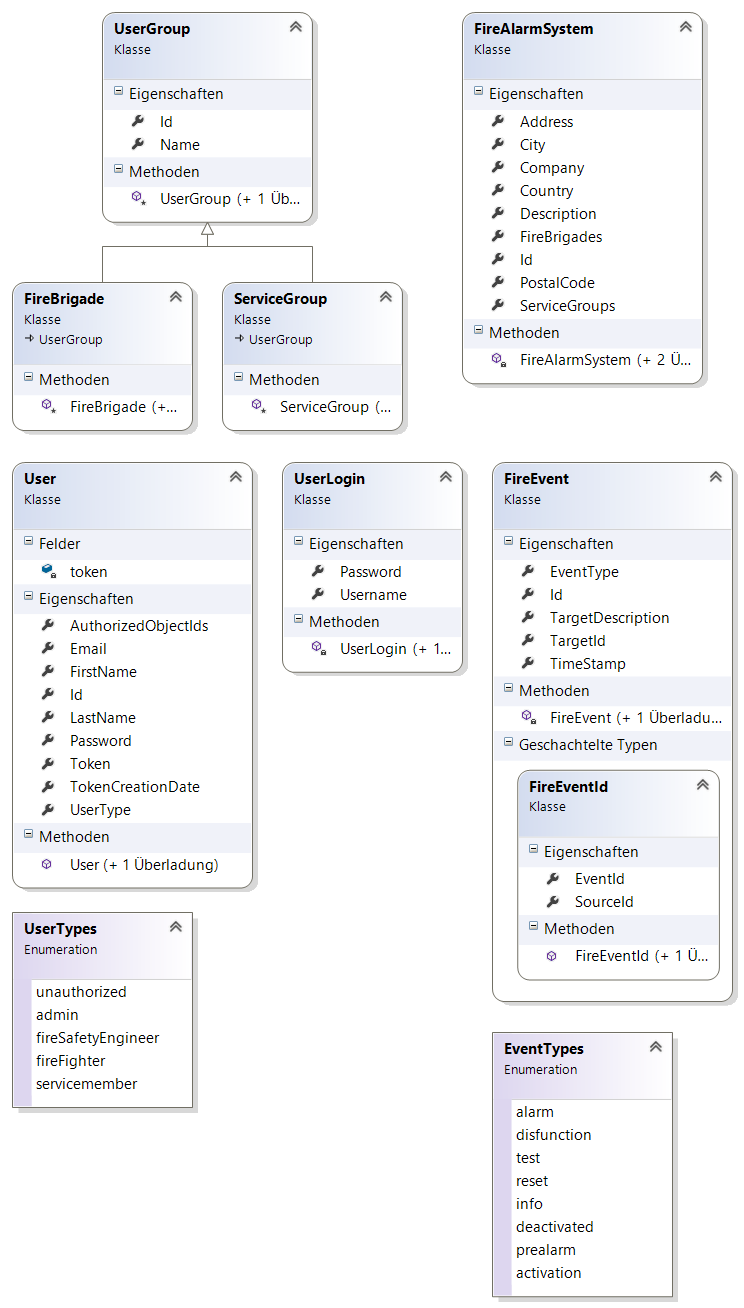 UserGroup
Klasse
Eigenschaften
Id
Name
Methoden
UserGroup (+ 1 Üb...
FireAlarmSystem
Klasse
Eigenschaften
Address
City
Company
Country
Description
FireBrigades
Id
PostalCode
ServiceGroups
Methoden
FireAlarmSystem (+ 2 Ü...
FireBrigade
Klasse
UserGroup
Methoden
FireBrigade (+...
ServiceGroup
Klasse
UserGroup
Methoden
ServiceGroup (...
User
Klasse
Felder
token
Eigenschaften
AuthorizedObjectIds
Email
FirstName
Id
LastName
Password
Token
TokenCreationDate
UserType
Methoden
User (+ 1 Überladung)
UserLogin
Klasse
Eigenschaften
Password
Username
Methoden
UserLogin (+ 1...
FireEvent
Klasse
Eigenschaften
EventType
Id
TargetDescription
TargetId
TimeStamp
Methoden
FireEvent (+ 1 Überladu...
Geschachtelte Typen
FireEventId
Klasse
Eigenschaften
EventId
SourceId
Methoden
FireEventId (+ 1 Ü...
UserTypes
Enumeration
unauthorized
admin
fireSafetyEngineer
fireFighter
servicemember
EventTypes
Enumeration
alarm
disfunction
test
reset
info
deactivated
prealarm
activation